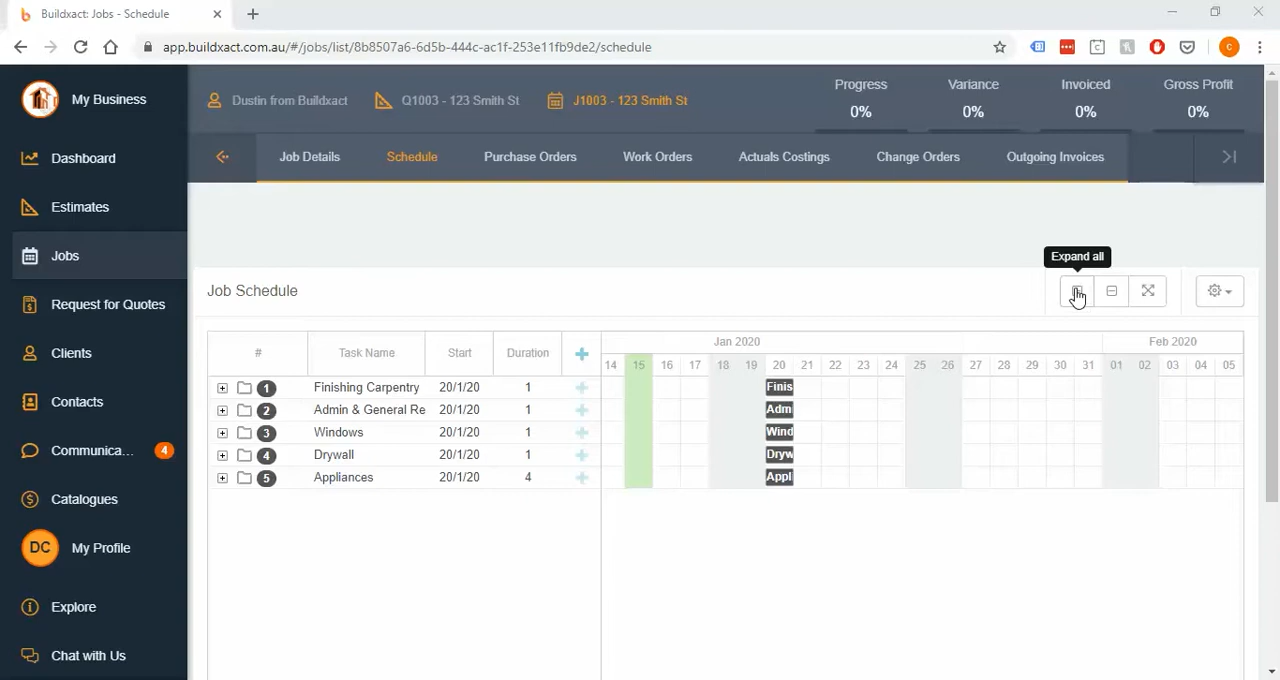 Buildxact: Jobs - Schedule
app.buildxact.com.au/#/jobs/list/8b8507a6-6d5b-444c-ac1f-253e11fb9de2/schedule
My Business
Dashboard
Estimates
Jobs
Request for Quotes
Clients
Contacts
Communica... 4
Catalogues
DC My Profile
Explore
Chat with Us
Dustin from Buildxact Q1003 - 123 Smith St J1003 - 123 Smith St
Progress Variance Invoiced Gross Profit
0% 0% 0% 0%
Job Details Schedule Purchase Orders Work Orders Actuals Costings Change Orders Outgoing Invoices
Expand all
Job Schedule
# Task Name Start Duration
Jan 2020 Feb 2020
14 15 16 17 18 19 20 21 22 23 24 25 26 27 28 29 30 31 01 02 03 04 05
1 Finishing Carpentry 20/1/20 1 Finis
2 Admin & General Re 20/1/20 1 Adm
3 Windows 20/1/20 1 Wind
4 Drywall 20/1/20 1 Dryw
5 Appliances 20/1/20 4 Appl